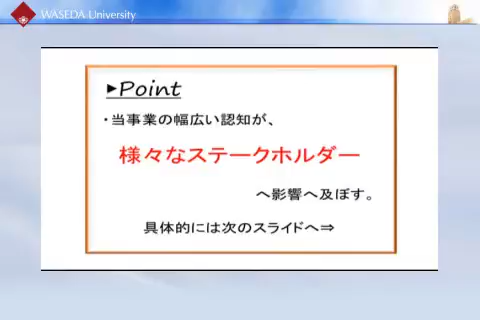 WASEDA University
▶Point
・当事業の幅広い認知が、
様々なステークホルダー
へ影響へ及ぼす。
具体的には次のスライドへ⇒